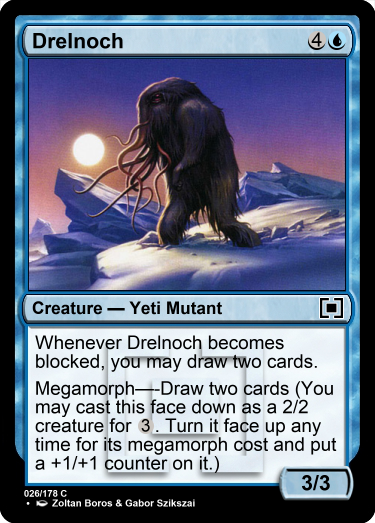 Drelnoch 4
Creature — Yeti Mutant
Whenever Drelnoch becomes
blocked, you may draw two cards.
Megamorph—-Draw two cards (You
may cast this face down as a 2/2
creature for 3 . Turn it face up any
time for its megamorph cost and put
a +1/+1 counter on it.)
3/3
026/178 C
• Zoltan Boros & Gabor Szikszai